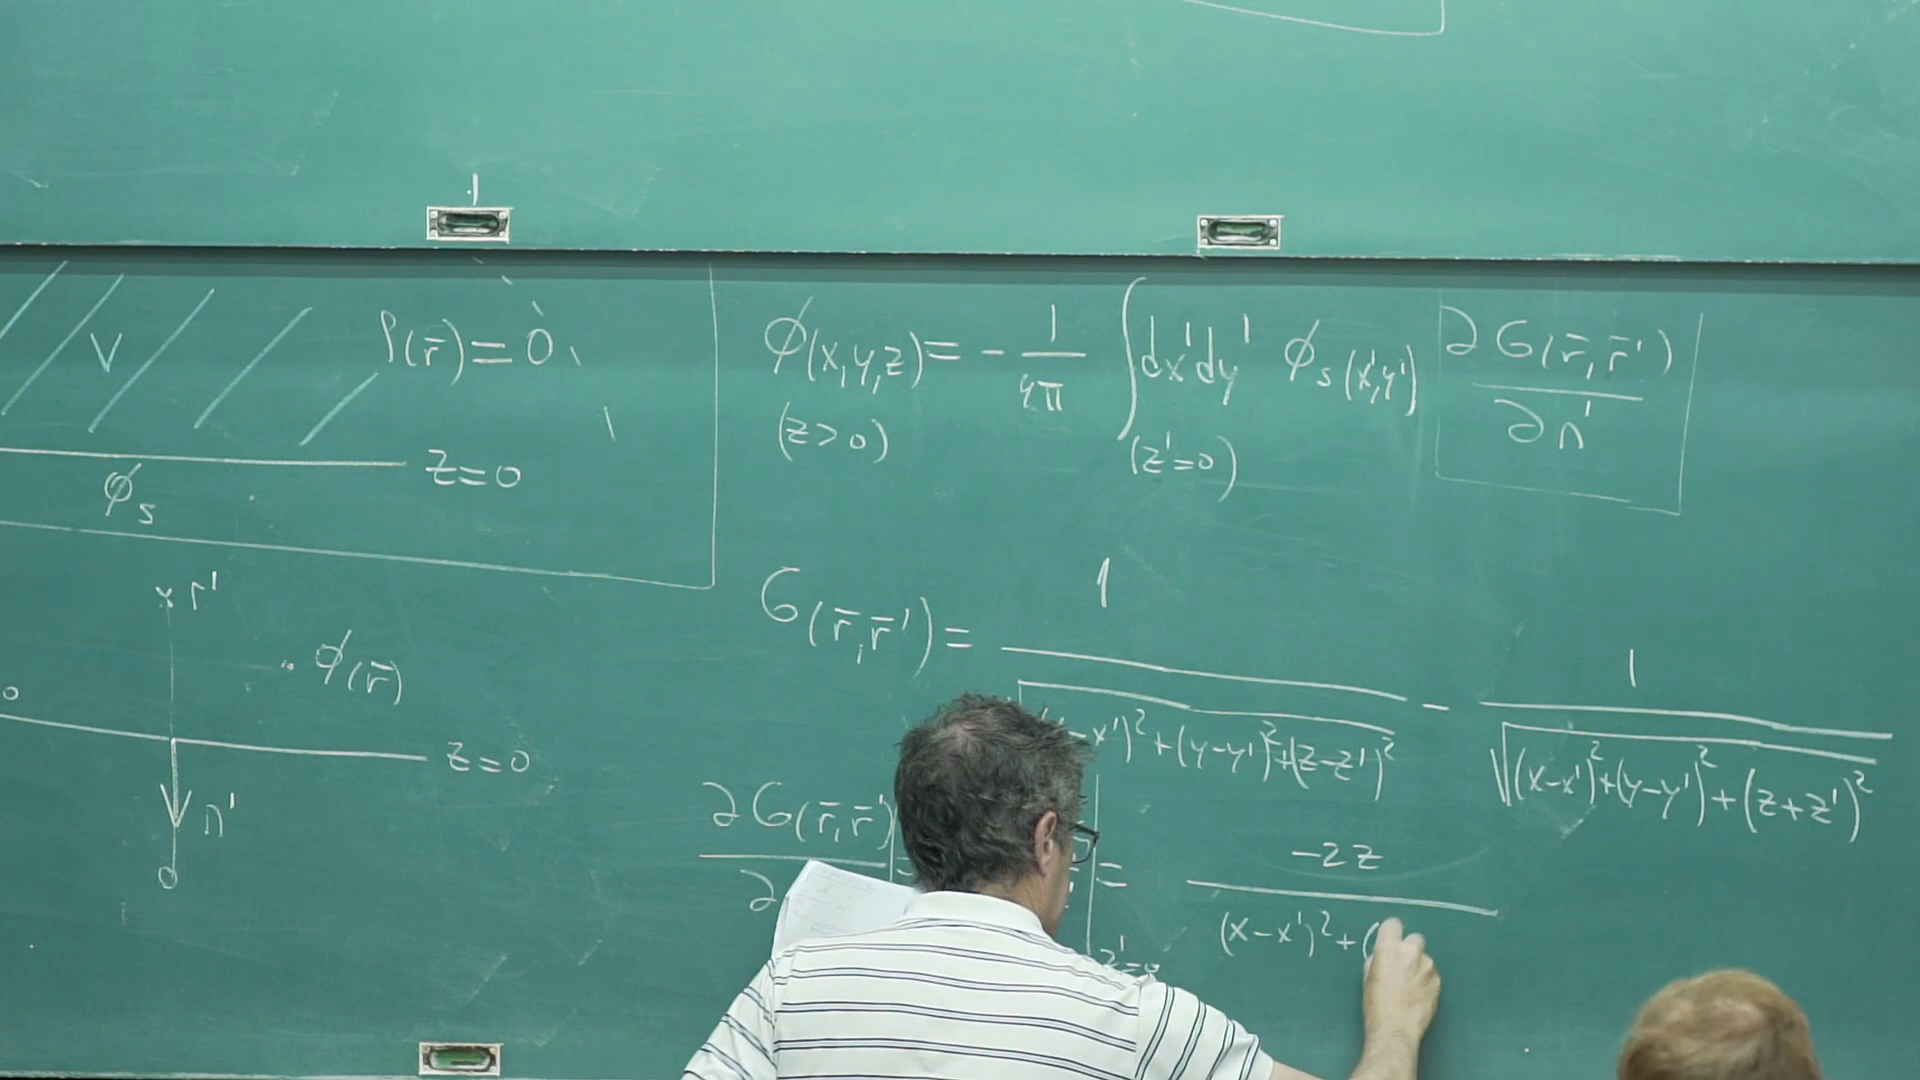 V ρ(r̄) = 0
z=0
ϕ_s
ϕ(x,y,z) = - 1/4π ∫ dx'dy' ϕ_s(x',y') ∂G(r̄,r̄')/∂n'
(z>0) (z'=0)
x r'
ϕ(r̄)
z=0
n'
G(r̄,r̄') = 1/√(-x')²+(y-y')²+(z-z')² - 1/√(x-x')²+(y-y')²+(z+z')²
∂G(r̄,r̄')/∂ | z'=0 = -2z/(x-x')²+(